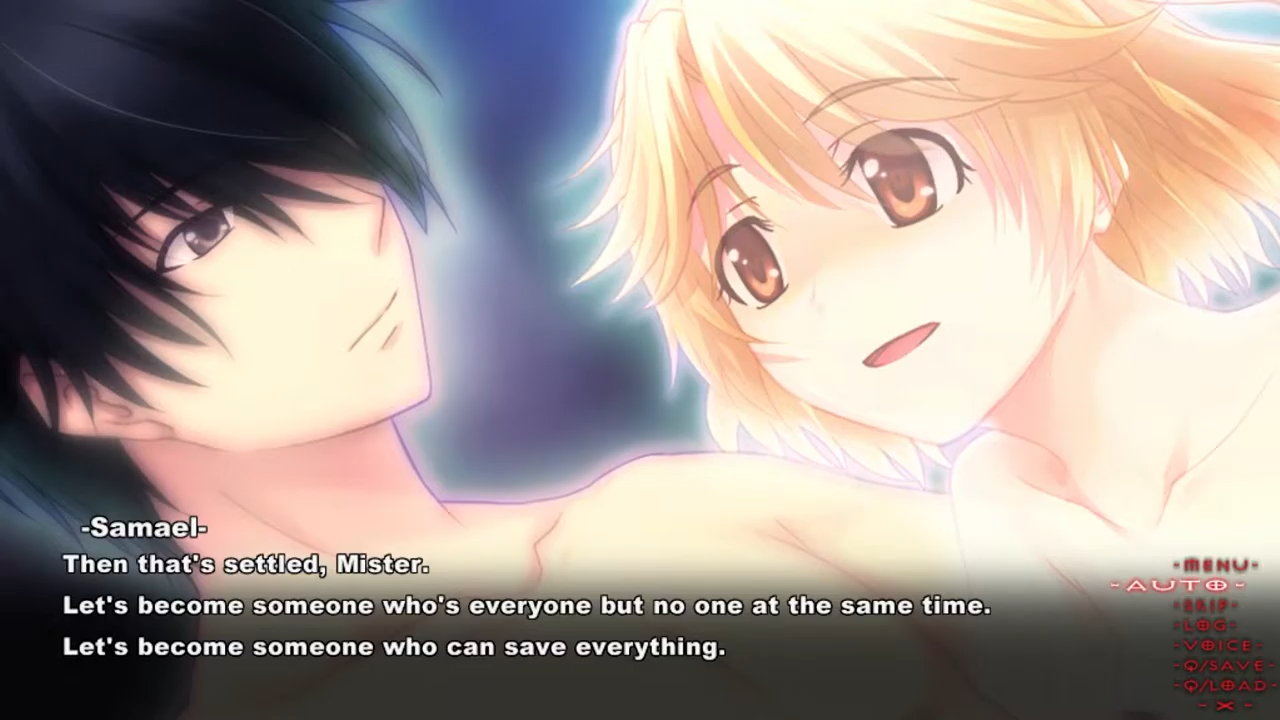 -Samael-
Then that's settled, Mister.
Let's become someone who's everyone but no one at the same time.
Let's become someone who can save everything.
-MENU-
-AUTO-
-SKIP-
-LOG-
-VOICE-
-Q/SAVE-
-Q/LOAD-
-X-